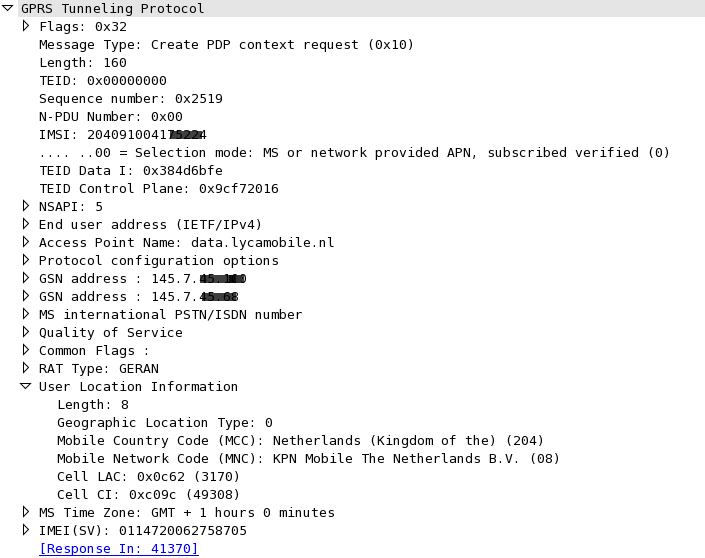 GPRS Tunneling Protocol
Flags: 0x32
Message Type: Create PDP context request (0x10)
Length: 160
TEID: 0x00000000
Sequence number: 0x2519
N-PDU Number: 0x00
IMSI:
.... ..00 = Selection mode: MS or network provided APN, subscribed verified (0)
TEID Data I: 0x384d6bfe
TEID Control Plane: 0x9cf72016
NSAPI: 5
End user address (IETF/IPv4)
Access Point Name: data.lycamobile.nl
Protocol configuration options
GSN address : 145.7.
GSN address : 145.7.
MS international PSTN/ISDN number
Quality of Service
Common Flags :
RAT Type: GERAN
User Location Information
Length: 8
Geographic Location Type: 0
Mobile Country Code (MCC): Netherlands (Kingdom of the) (204)
Mobile Network Code (MNC): KPN Mobile The Netherlands B.V. (08)
Cell LAC: 0x0c62 (3170)
Cell CI: 0xc09c (49308)
MS Time Zone: GMT + 1 hours 0 minutes
IMEI(SV): 0114720062758705
[Response In: 41370]